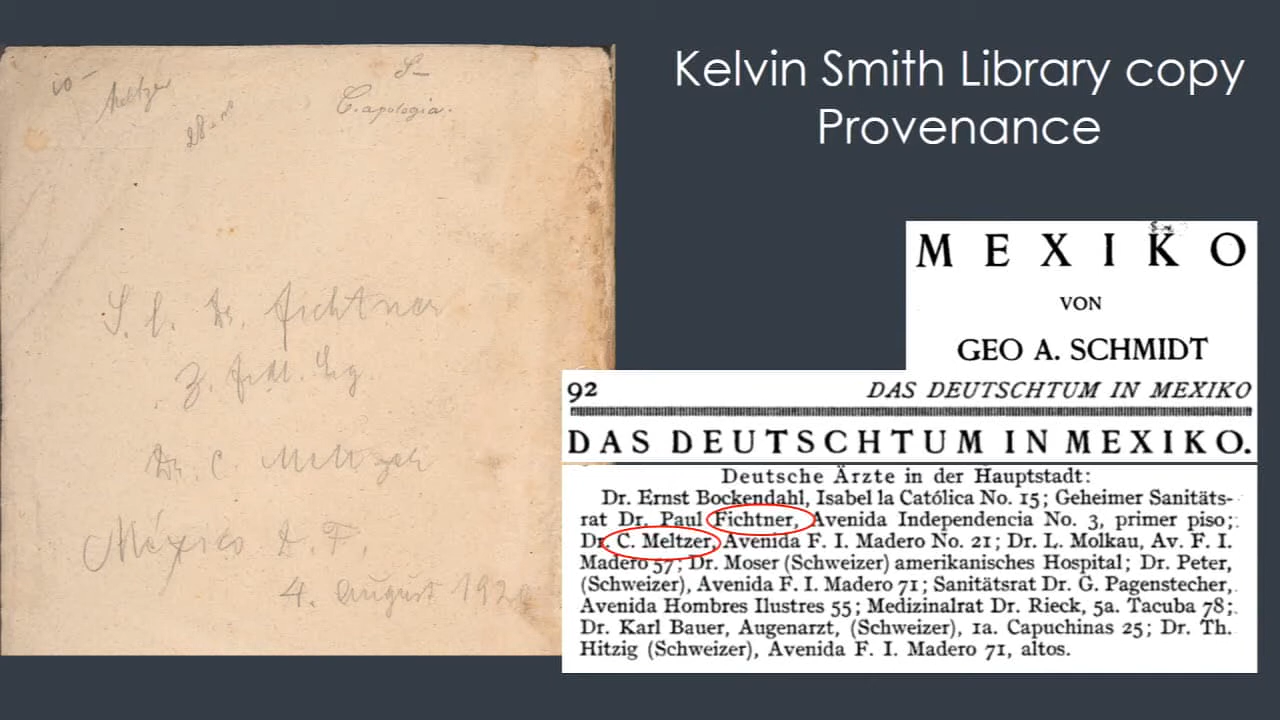 Kelvin Smith Library copy
Provenance
Meltzer
C. apologia.
S. l. Dr. Fichtner
Dr. C. Meltzer
México D. F.
4. August 192
MEXIKO
VON
GEO A. SCHMIDT
92 DAS DEUTSCHTUM IN MEXIKO
DAS DEUTSCHTUM IN MEXIKO.
Deutsche Ärzte in der Hauptstadt:
Dr. Ernst Bockendahl, Isabel la Católica No. 15; Geheimer Sanitäts-
rat Dr. Paul Fichtner, Avenida Independencia No. 3, primer piso;
Dr. C. Meltzer, Avenida F. I. Madero No. 21; Dr. L. Molkau, Av. F. I.
Madero 57; Dr. Moser (Schweizer) amerikanisches Hospital; Dr. Peter,
(Schweizer), Avenida F. I. Madero 71; Sanitätsrat Dr. G. Pagenstecher,
Avenida Hombres Ilustres 55; Medizinalrat Dr. Rieck, 5a. Tacuba 78;
Dr. Karl Bauer, Augenarzt, (Schweizer), 1a. Capuchinas 25; Dr. Th.
Hitzig (Schweizer), Avenida F. I. Madero 71, altos.